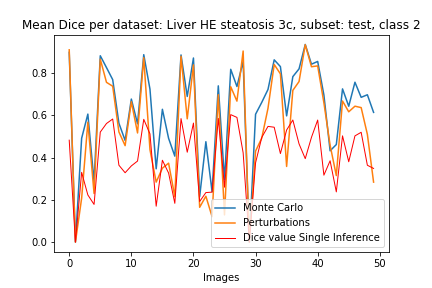 Mean Dice per dataset: Liver HE steatosis 3c, subset: test, class 2
0.8
0.6
0.4
0.2
0.0
Monte Carlo
Perturbations
Dice value Single Inference
0 10 20 30 40 50
Images